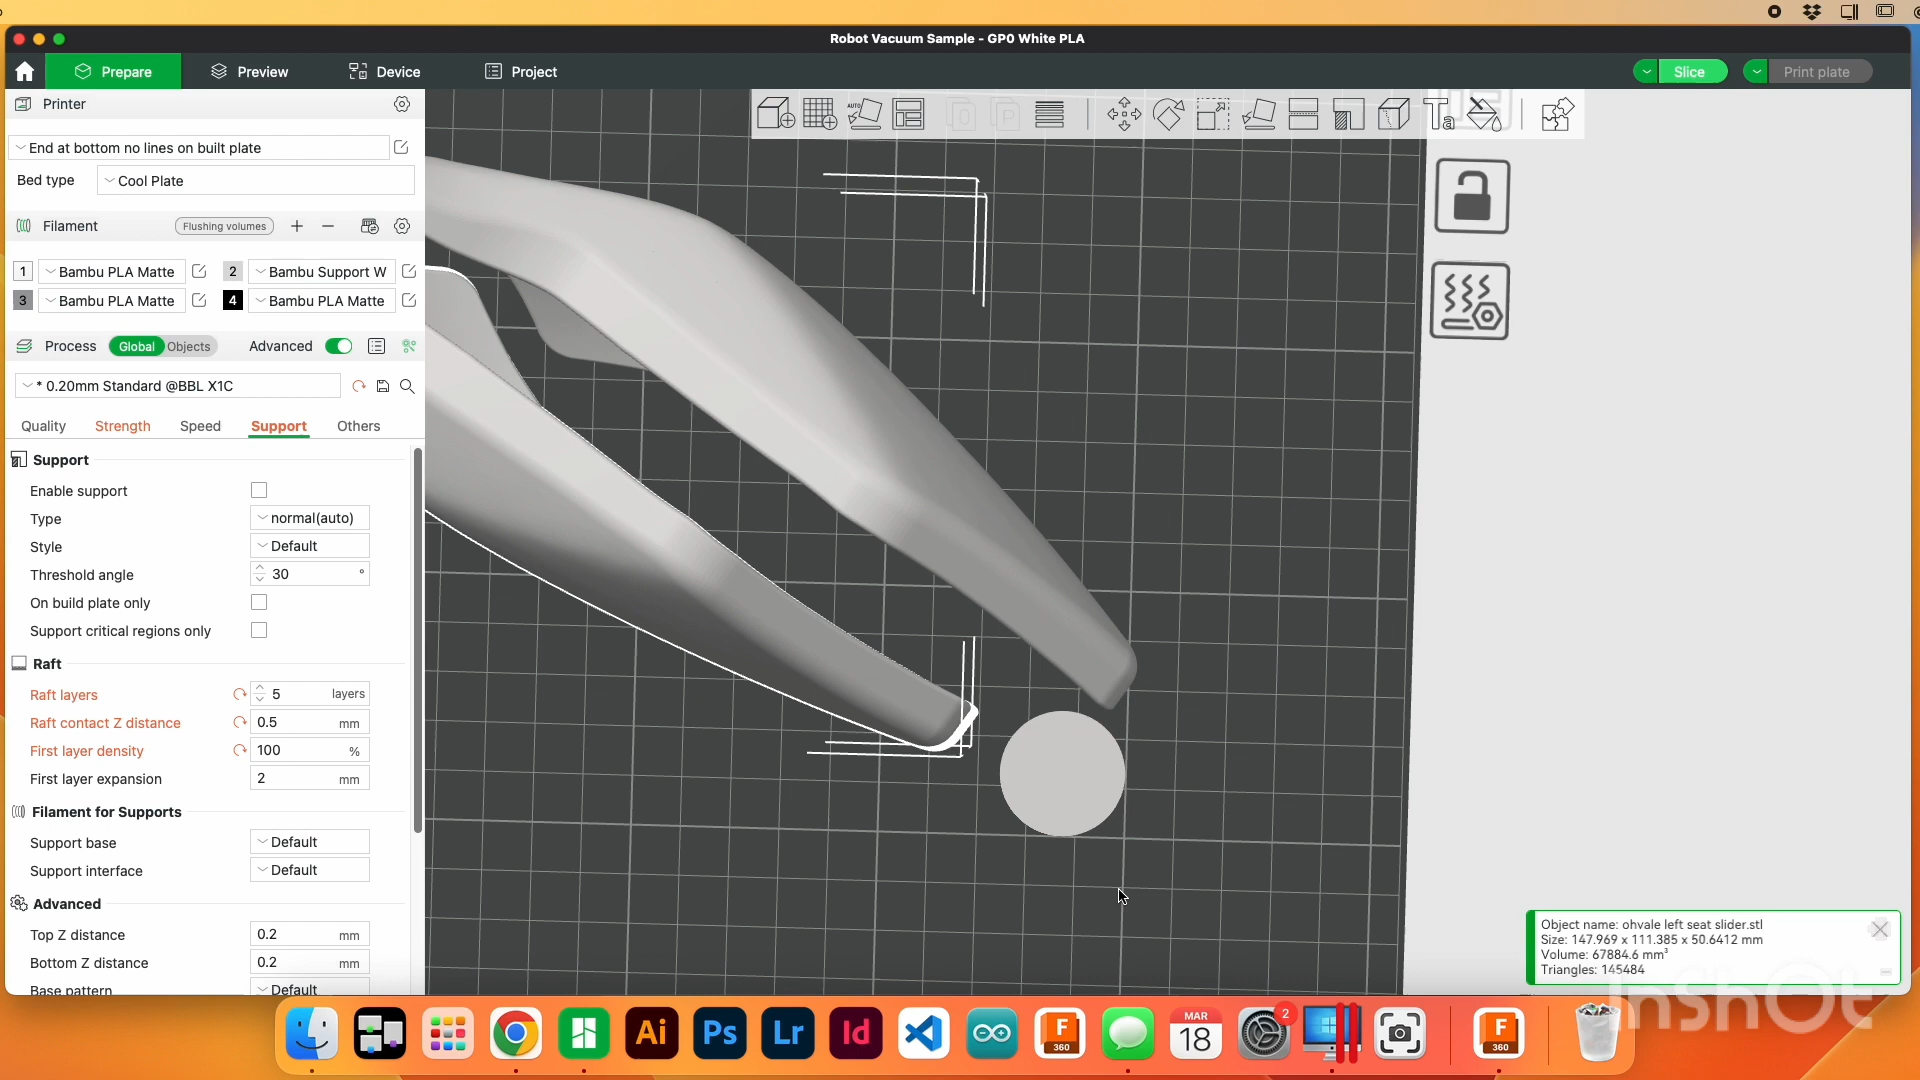 Robot Vacuum Sample - GP0 White PLA
Prepare
Preview
Device
Project
Slice
Print plate
Printer
End at bottom no lines on built plate
Bed type
Cool Plate
Filament
Flushing volumes
1 Bambu PLA Matte
2 Bambu Support W
3 Bambu PLA Matte
4 Bambu PLA Matte
Process
Global
Objects
Advanced
* 0.20mm Standard @BBL X1C
Quality
Strength
Speed
Support
Others
Support
Enable support
Type normal(auto)
Style Default
Threshold angle 30 °
On build plate only
Support critical regions only
Raft
Raft layers 5 layers
Raft contact Z distance 0.5 mm
First layer density 100 %
First layer expansion 2 mm
Filament for Supports
Support base Default
Support interface Default
Advanced
Top Z distance 0.2 mm
Bottom Z distance 0.2 mm
Base pattern Default
AUTO
Ta
Object name: ohvale left seat slider.stl
Size: 147.969 x 111.385 x 50.6412 mm
Volume: 67884.6 mm³
Triangles: 145484
InShOt
Ai
Ps
Lr
Id
F
360
MAR
18
2
F
360